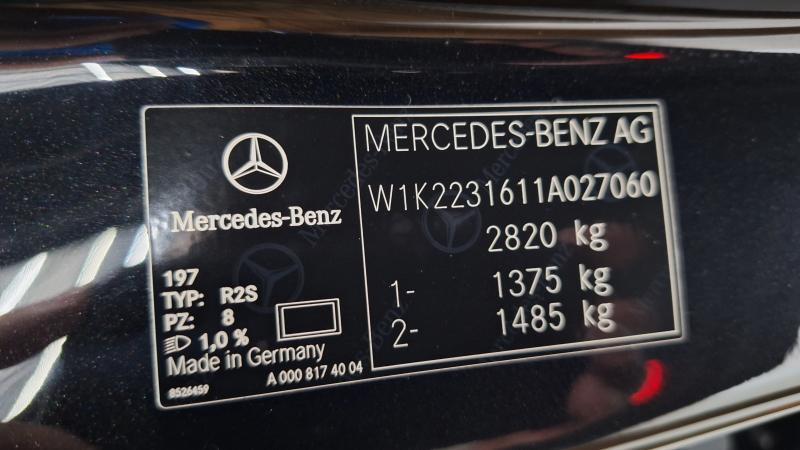 Mercedes-Benz
197
TYP: R2S
PZ: 8
1,0 %
Made in Germany
8526459
A 000 817 40 04
MERCEDES-BENZ AG
W1K2231611A027060
2820 kg
1- 1375 kg
2- 1485 kg